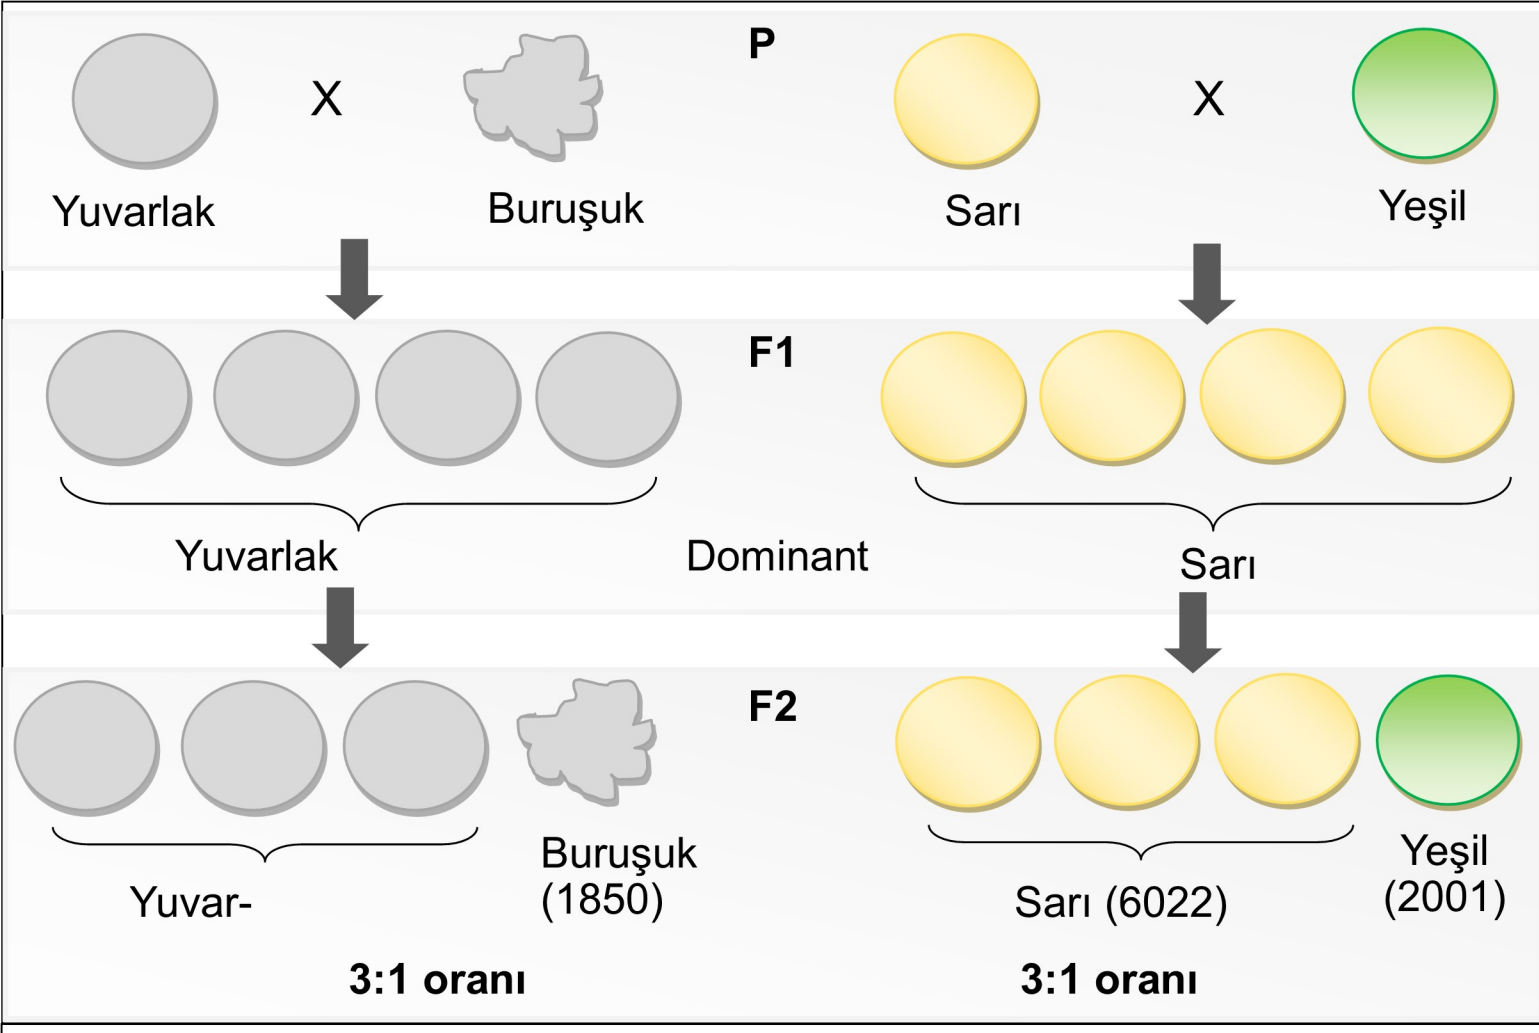 P
X
X
Yuvarlak
Buruşuk
Sarı
Yeşil
F1
Yuvarlak
Dominant
Sarı
F2
Buruşuk
(1850)
Yuvar-
Yeşil
(2001)
Sarı (6022)
3:1 oranı
3:1 oranı